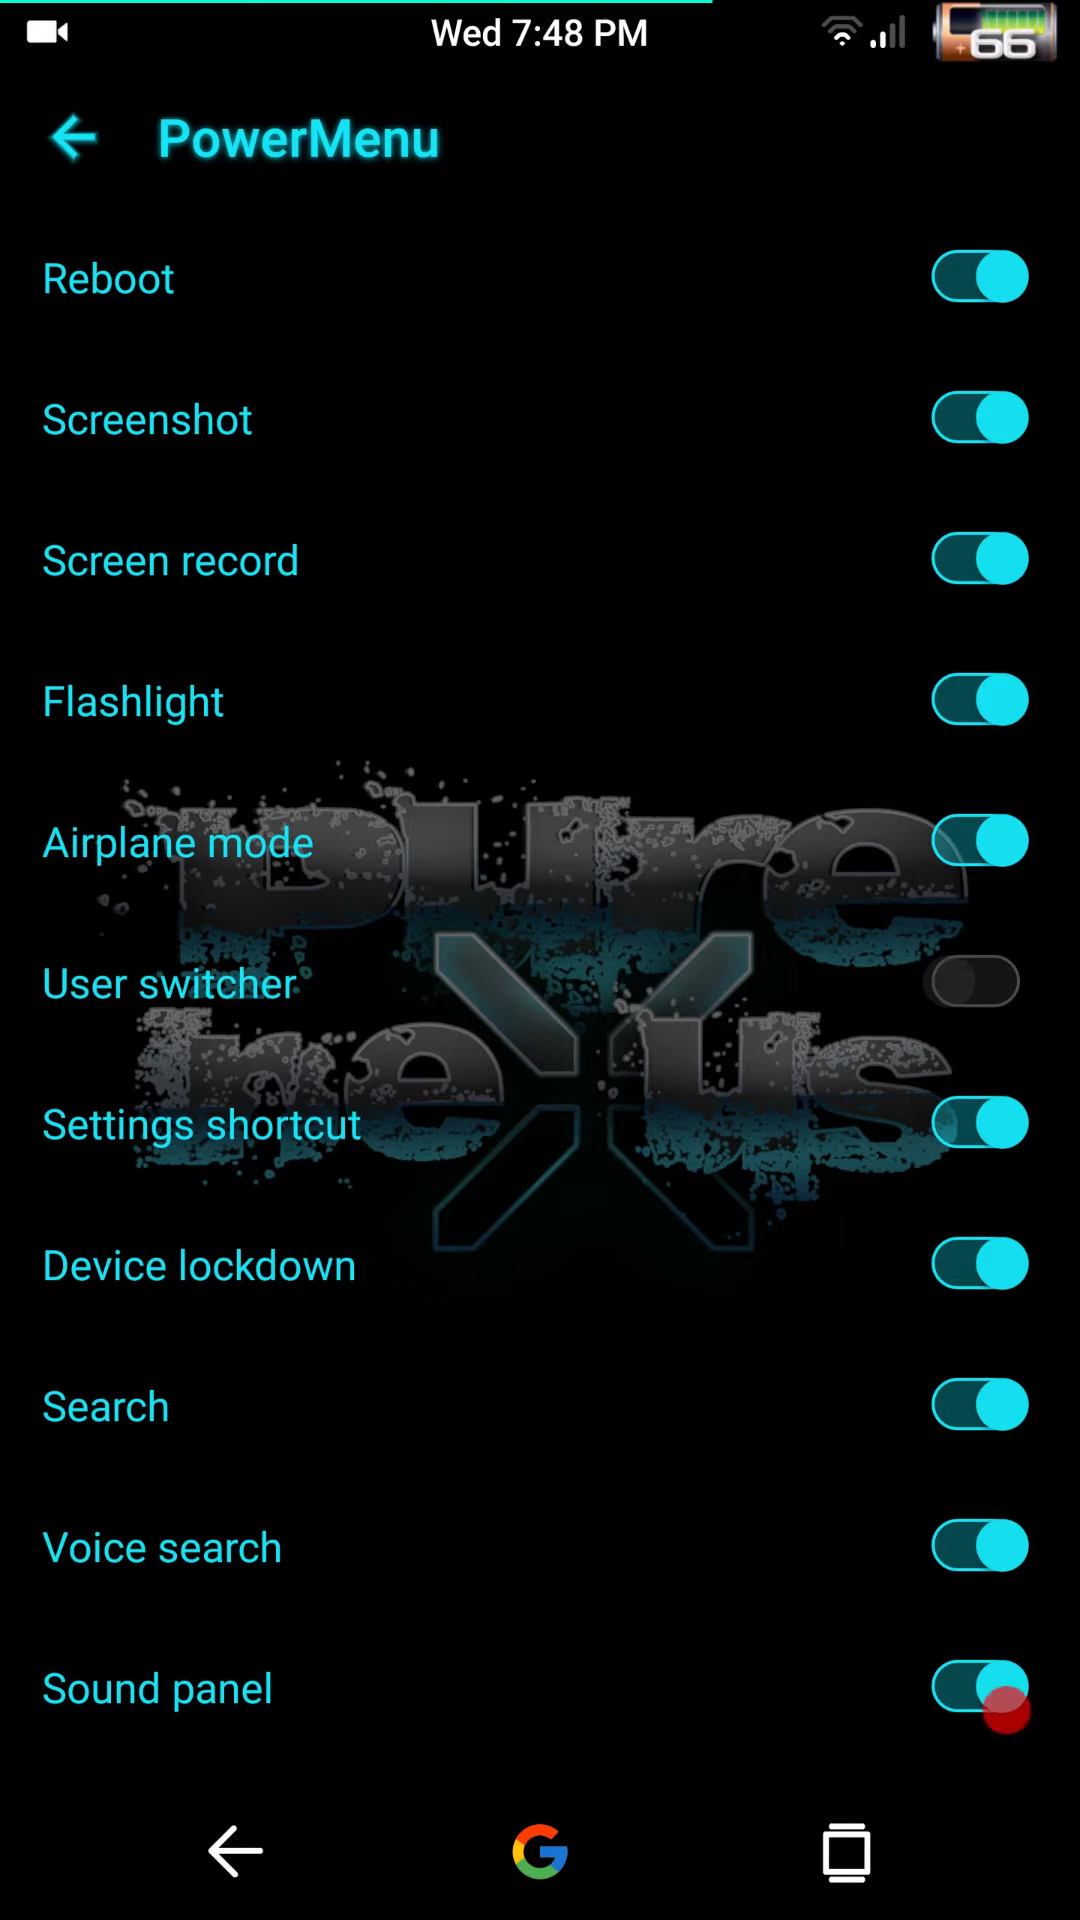 Wed 7:48 PM
66
PowerMenu
Reboot
Screenshot
Screen record
Flashlight
pure
Airplane mode
User switcher
nexus
Settings shortcut
Device lockdown
Search
Voice search
Sound panel